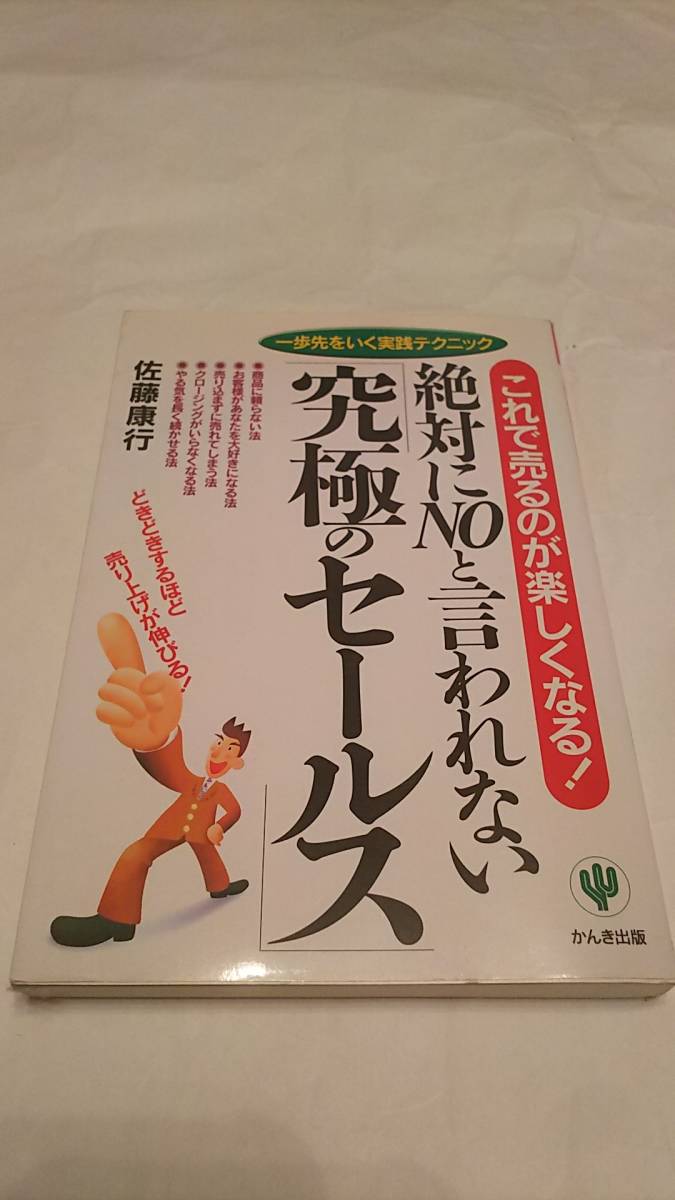 一歩先をいく実践テクニック
これで売るのが楽しくなる！
絶対にNOと言われない
「究極のセールス」
●商品に頼らない法
●お客様があなたを大好きになる法
●売り込まずに売れてしまう法
●クロージングがいらなくなる法
●やる気を長く続かせる法
佐藤康行
どきどきするほど
売り上げが伸びる！
かんき出版